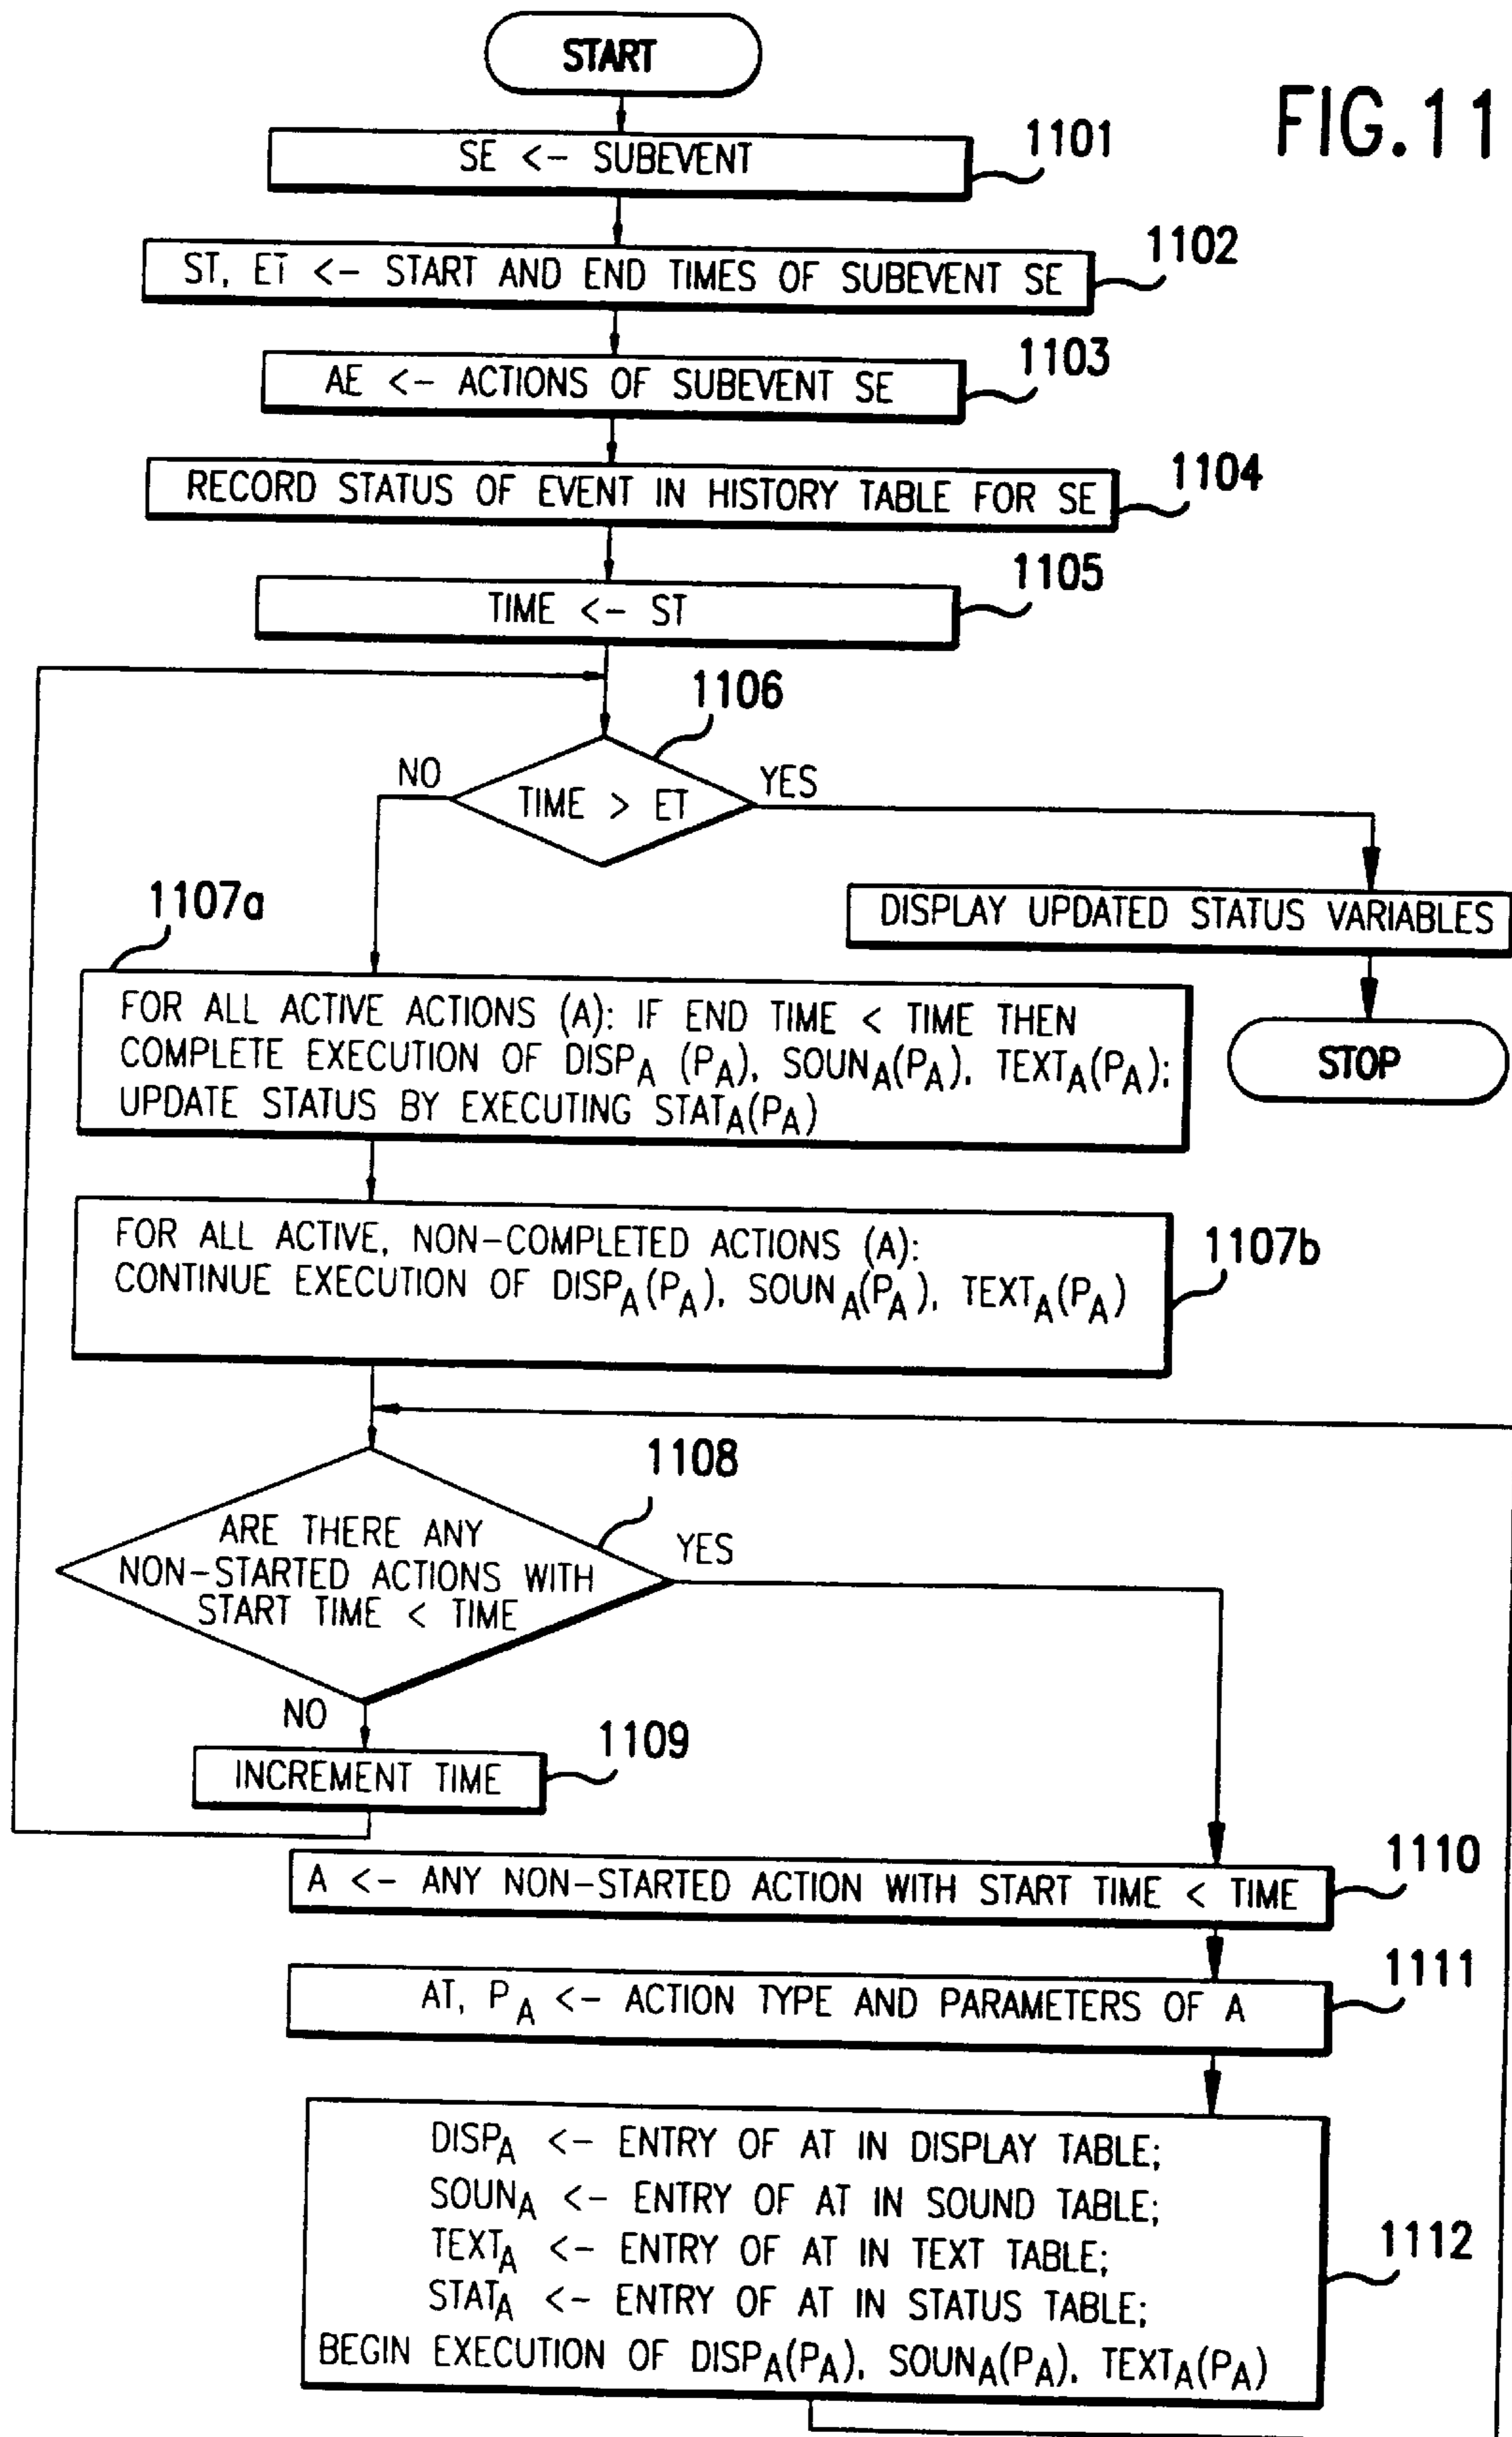 START
FIG.11
SE <- SUBEVENT
1101
ST, ET <- START AND END TIMES OF SUBEVENT SE
1102
AE <- ACTIONS OF SUBEVENT SE
1103
RECORD STATUS OF EVENT IN HISTORY TABLE FOR SE
1104
TIME <- ST
1105
1106
NO
TIME > ET
YES
DISPLAY UPDATED STATUS VARIABLES
STOP
1107a
FOR ALL ACTIVE ACTIONS (A): IF END TIME < TIME THEN
COMPLETE EXECUTION OF DISPA (PA), SOUNA(PA), TEXTA(PA);
UPDATE STATUS BY EXECUTING STATA(PA)
FOR ALL ACTIVE, NON-COMPLETED ACTIONS (A):
CONTINUE EXECUTION OF DISPA(PA), SOUNA(PA), TEXTA(PA)
1107b
1108
ARE THERE ANY
NON-STARTED ACTIONS WITH
START TIME < TIME
YES
NO
INCREMENT TIME
1109
A <- ANY NON-STARTED ACTION WITH START TIME < TIME
1110
AT, PA <- ACTION TYPE AND PARAMETERS OF A
1111
DISPA <- ENTRY OF AT IN DISPLAY TABLE;
SOUNA <- ENTRY OF AT IN SOUND TABLE;
TEXTA <- ENTRY OF AT IN TEXT TABLE;
STATA <- ENTRY OF AT IN STATUS TABLE;
BEGIN EXECUTION OF DISPA(PA), SOUNA(PA), TEXTA(PA)
1112